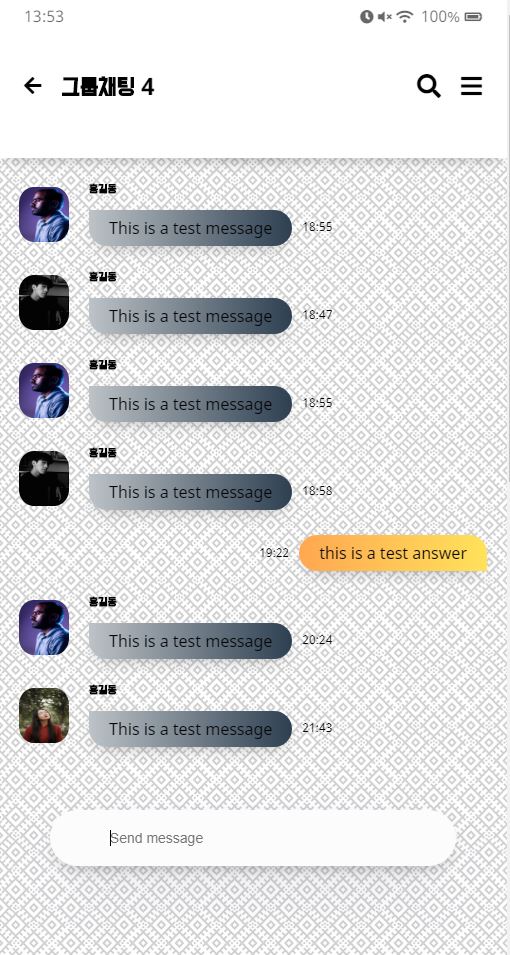 13:53 100%
그룹채팅 4
홍길동
This is a test message 18:55
홍길동
This is a test message 18:47
홍길동
This is a test message 18:55
홍길동
This is a test message 18:58
19:22 this is a test answer
홍길동
This is a test message 20:24
홍길동
This is a test message 21:43
Send message